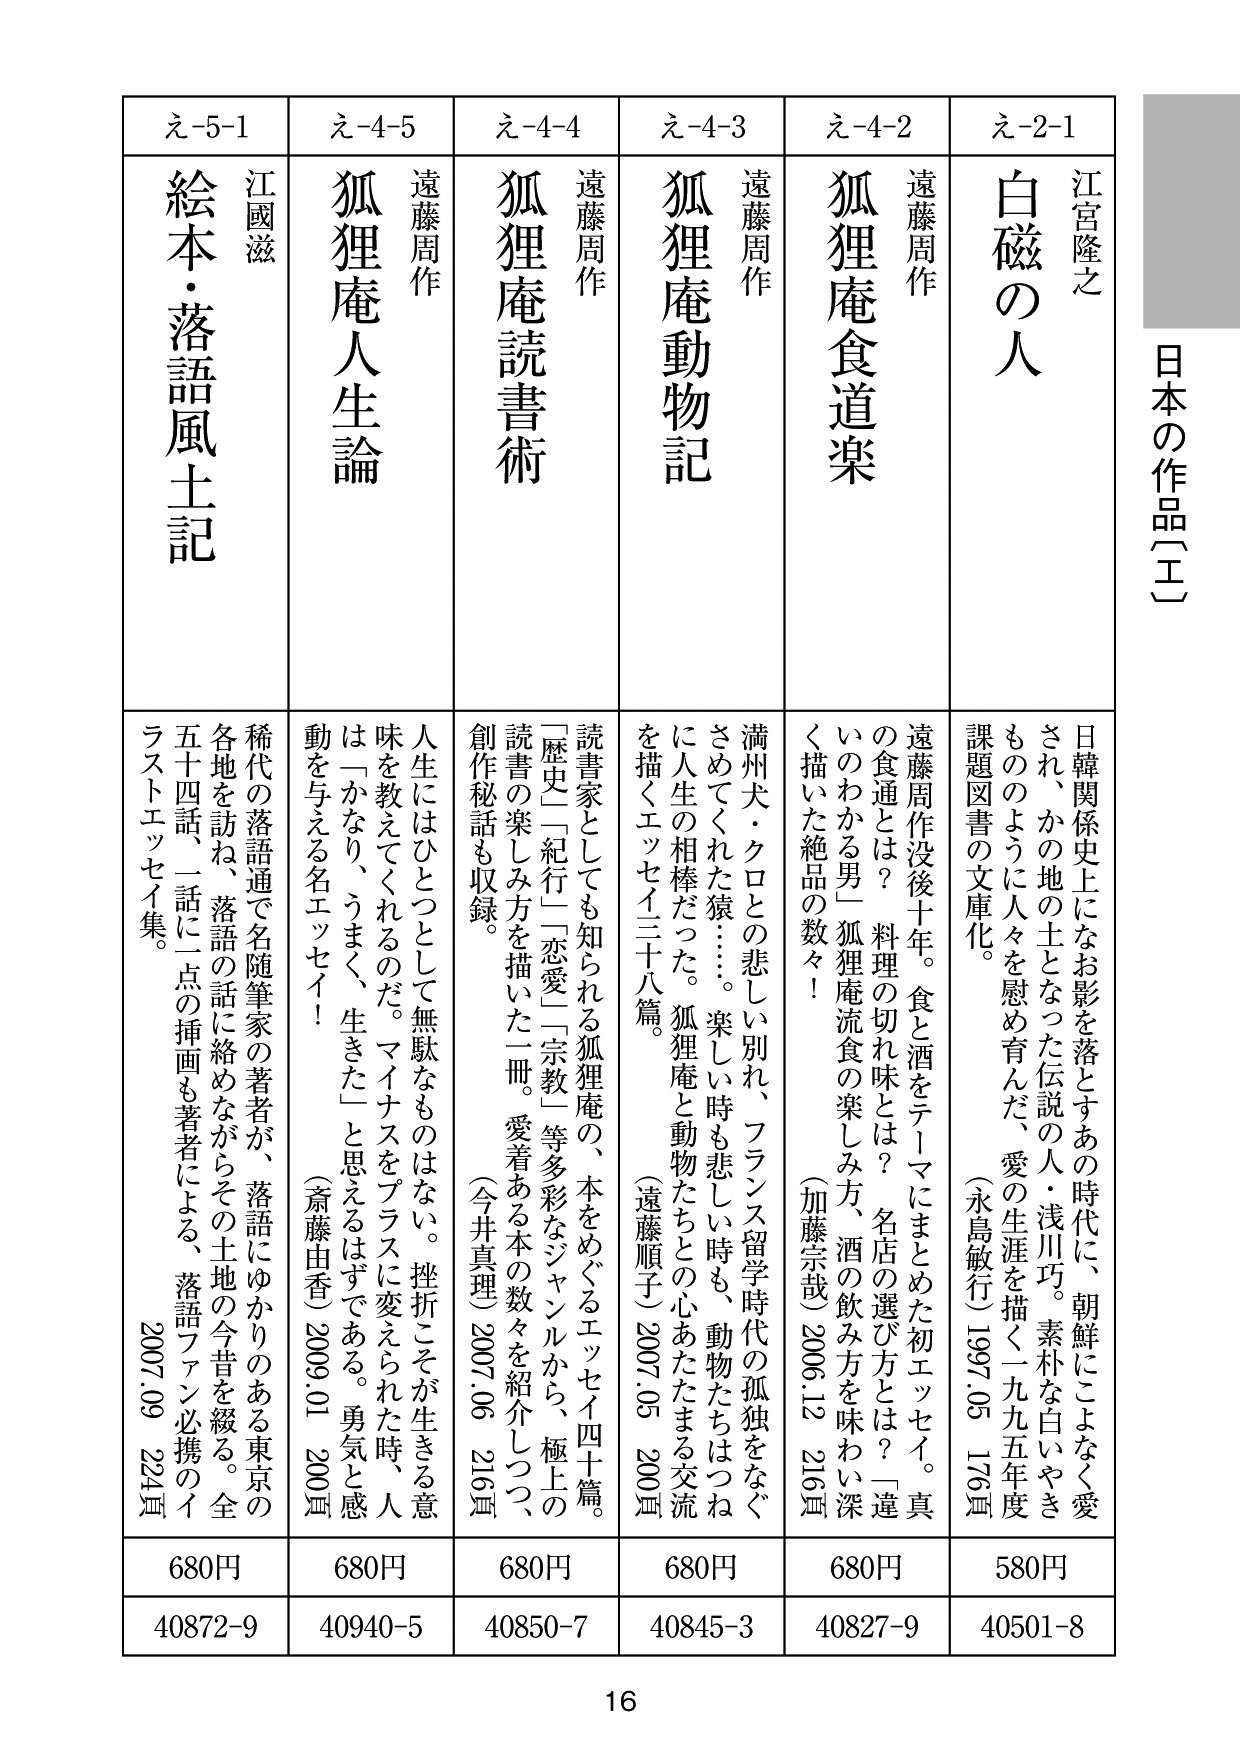 日本の作品〔エ〕
え-2-1
江宮隆之
白磁の人
日韓関係史上になお影を落とすあの時代に、朝鮮にこよなく愛
され、かの地の土となった伝説の人・浅川巧。素朴な白いやき
もののように人々を慰め育んだ、愛の生涯を描く一九九五年度
課題図書の文庫化。
（永島敏行）1997.05 176頁
580円
40501-8
え-4-2
遠藤周作
狐狸庵食道楽
遠藤周作没後十年。食と酒をテーマにまとめた初エッセイ。真
の食通とは？ 料理の切れ味とは？ 名店の選び方とは？「違
いのわかる男」狐狸庵流食の楽しみ方、酒の飲み方を味わい深
く描いた絶品の数々！
（加藤宗哉）2006.12 216頁
680円
40827-9
え-4-3
遠藤周作
狐狸庵動物記
満州犬・クロとの悲しい別れ、フランス留学時代の孤独をなぐ
さめてくれた猿……。楽しい時も悲しい時も、動物たちはつね
に人生の相棒だった。狐狸庵と動物たちとの心あたたまる交流
を描くエッセイ三十八篇。
（遠藤順子）2007.05 200頁
680円
40845-3
え-4-4
遠藤周作
狐狸庵読書術
読書家としても知られる狐狸庵の、本をめぐるエッセイ四十篇。
「歴史」「紀行」「恋愛」「宗教」等多彩なジャンルから、極上の
読書の楽しみ方を描いた一冊。愛着ある本の数々を紹介しつつ、
創作秘話も収録。
（今井真理）2007.06 216頁
680円
40850-7
え-4-5
遠藤周作
狐狸庵人生論
人生にはひとつとして無駄なものはない。挫折こそが生きる意
味を教えてくれるのだ。マイナスをプラスに変えられた時、人
は「かなり、うまく、生きた」と思えるはずである。勇気と感
動を与える名エッセイ！
（斎藤由香）2009.01 200頁
680円
40940-5
え-5-1
江國滋
絵本・落語風土記
稀代の落語通で名随筆家の著者が、落語にゆかりのある東京の
各地を訪ね、落語の話に絡めながらその土地の今昔を綴る。全
五十四話、一話に一点の挿画も著者による、落語ファン必携のイ
ラストエッセイ集。
2007.09 224頁
680円
40872-9
16